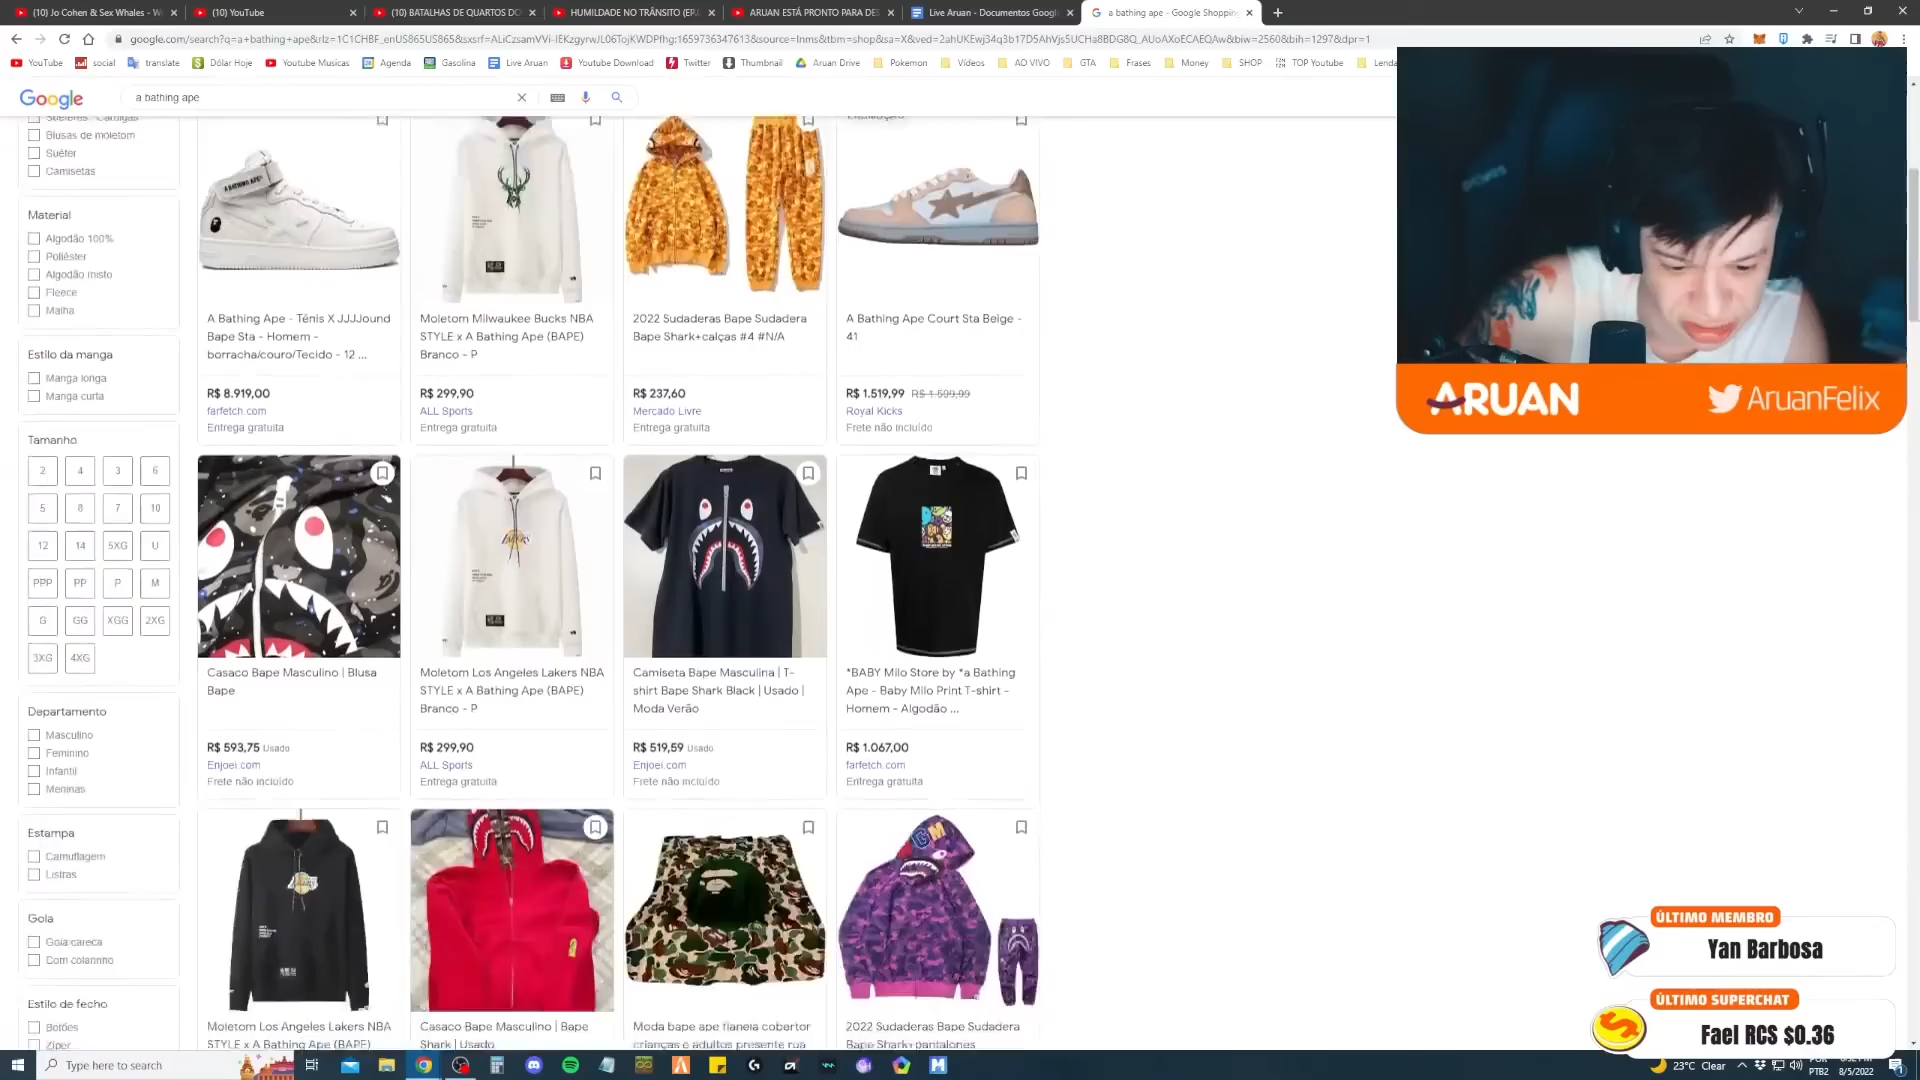 (10) Jo Cohen & Sex Whales - W
(10) YouTube
(10) BATALHAS DE QUARTOS DO
HUMILDADE NO TRÂNSITO (EP.
ARUAN ESTÁ PRONTO PARA DE
Live Aruan - Documentos Googl
a bathing ape - Google Shopping
YouTube
social
translate
Dólar Hoje
Youtube Musicas
Agenda
Gasolina
Live Aruan
Youtube Download
Twitter
Thumbnail
Aruan Drive
Pokemon
Vídeos
AO VIVO
GTA
Frases
Money
SHOP
TOP Youtube
Lenda
Google
a bathing ape
Blusas de moletom
Suéter
Camisetas
Material
Algodão 100%
Poliéster
Algodão misto
Fleece
Malha
Estilo da manga
Manga longa
Manga curta
Tamanho
2 4 3 6
5 8 7 10
12 14 5XG U
PPP PP P M
G GG XGG 2XG
3XG 4XG
Departamento
Masculino
Feminino
Infantil
Meninas
Estampa
Camuflagem
Listras
Gola
Gola careca
Com colarinho
Estilo de fecho
Botões
Zíper
A Bathing Ape - Tênis X JJJJound
Bape Sta - Homem -
borracha/couro/Tecido - 12 ...
R$ 8.919,00
farfetch.com
Entrega gratuita
Moletom Milwaukee Bucks NBA
STYLE x A Bathing Ape (BAPE)
Branco - P
R$ 299,90
ALL Sports
Entrega gratuita
2022 Sudaderas Bape Sudadera
Bape Shark+calças #4 #N/A
R$ 237,60
Mercado Livre
Entrega gratuita
A Bathing Ape Court Sta Beige -
41
R$ 1.519,99 R$ 1.599,99
Royal Kicks
Frete não incluído
Casaco Bape Masculino | Blusa
Bape
R$ 593,75 Usado
Enjoei.com
Frete não incluído
Moletom Los Angeles Lakers NBA
STYLE x A Bathing Ape (BAPE)
Branco - P
R$ 299,90
ALL Sports
Entrega gratuita
Camiseta Bape Masculina | T-
shirt Bape Shark Black | Usado |
Moda Verão
R$ 519,59 Usado
Enjoei.com
Frete não incluído
*BABY Milo Store by *a Bathing
Ape - Baby Milo Print T-shirt -
Homem - Algodão ...
R$ 1.067,00
farfetch.com
Entrega gratuita
Moletom Los Angeles Lakers NBA
STYLE x A Bathing Ape (BAPE)
Casaco Bape Masculino | Bape
Shark | Usado
Moda bape ape flanela cobertor
crianças e adultos presente rua
2022 Sudaderas Bape Sudadera
Bape Shark+pantalones
ARUAN
AruanFelix
ÚLTIMO MEMBRO
Yan Barbosa
ÚLTIMO SUPERCHAT
Fael RCS $0.36
Type here to search
23°C Clear
POR
PTB2
8/5/2022